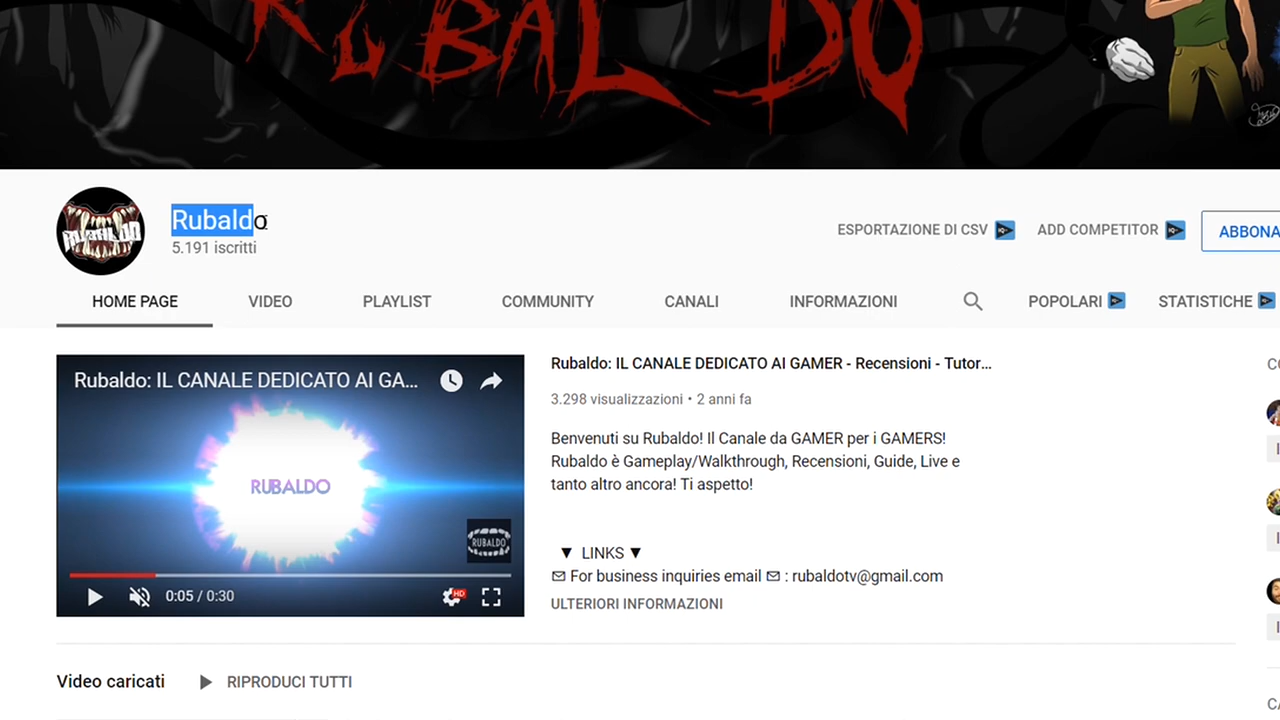 RUBALDO
RUBALDO
Rubaldo
5.191 iscritti
ESPORTAZIONE DI CSV
ADD COMPETITOR
ABBONA
HOME PAGE
VIDEO
PLAYLIST
COMMUNITY
CANALI
INFORMAZIONI
POPOLARI
STATISTICHE
Rubaldo: IL CANALE DEDICATO AI GA...
RUBALDO
RUBALDO
0:05 / 0:30
HD
Rubaldo: IL CANALE DEDICATO AI GAMER - Recensioni - Tutor...
3.298 visualizzazioni • 2 anni fa
Benvenuti su Rubaldo! Il Canale da GAMER per i GAMERS!
Rubaldo è Gameplay/Walkthrough, Recensioni, Guide, Live e
tanto altro ancora! Ti aspetto!
▼ LINKS ▼
For business inquiries email : rubaldotv@gmail.com
ULTERIORI INFORMAZIONI
Video caricati
RIPRODUCI TUTTI